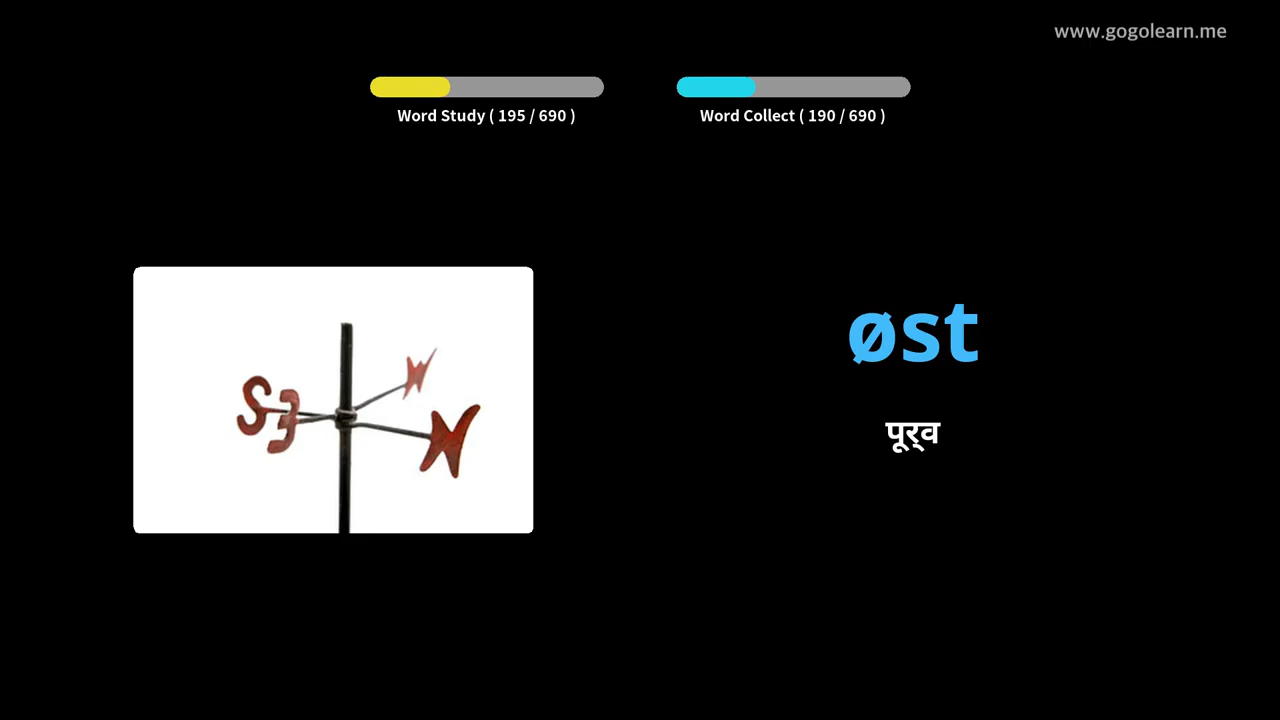 www.gogolearn.me
Word Study ( 195 / 690 )
Word Collect ( 190 / 690 )
øst
पूर्व
S E N